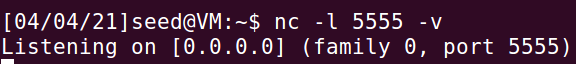 [04/04/21]seed@VM:~$ nc -l 5555 -v
Listening on [0.0.0.0] (family 0, port 5555)